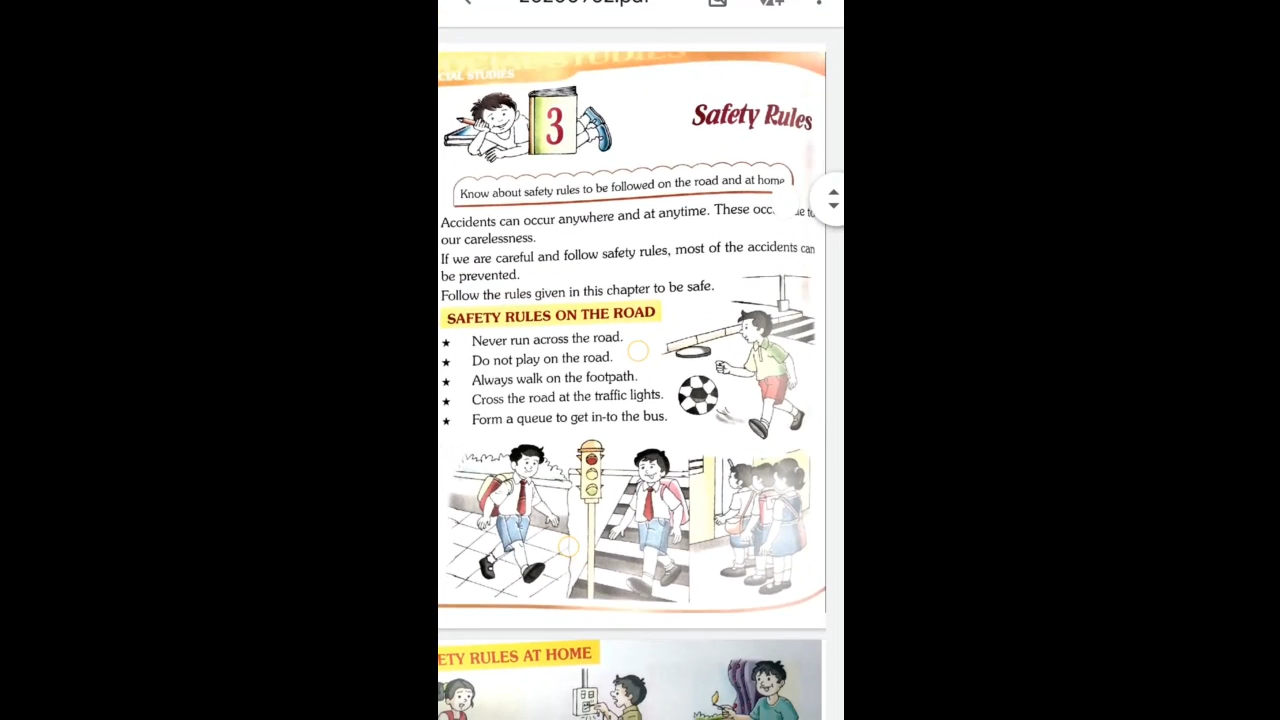 CIAL STUDIES
3
Safety Rules
Know about safety rules to be followed on the road and at home
Accidents can occur anywhere and at anytime. These
our carelessness.
If we are careful and follow safety rules, most of the accidents can
be prevented.
Follow the rules given in this chapter to be safe.
SAFETY RULES ON THE ROAD
★ Never run across the road.
★ Do not play on the road.
★ Always walk on the footpath.
★ Cross the road at the traffic lights.
★ Form a queue to get in-to the bus.
ETY RULES AT HOME